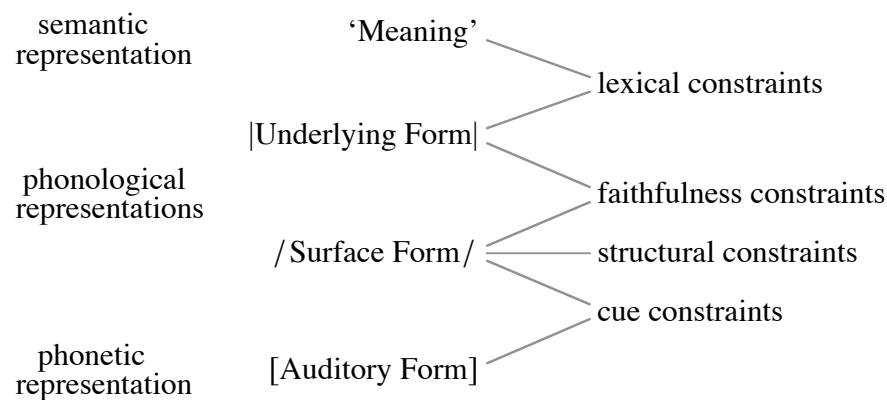 semantic
representation
‘Meaning’
lexical constraints
|Underlying Form|
phonological
representations
faithfulness constraints
/Surface Form/
structural constraints
cue constraints
phonetic
representation
[Auditory Form]